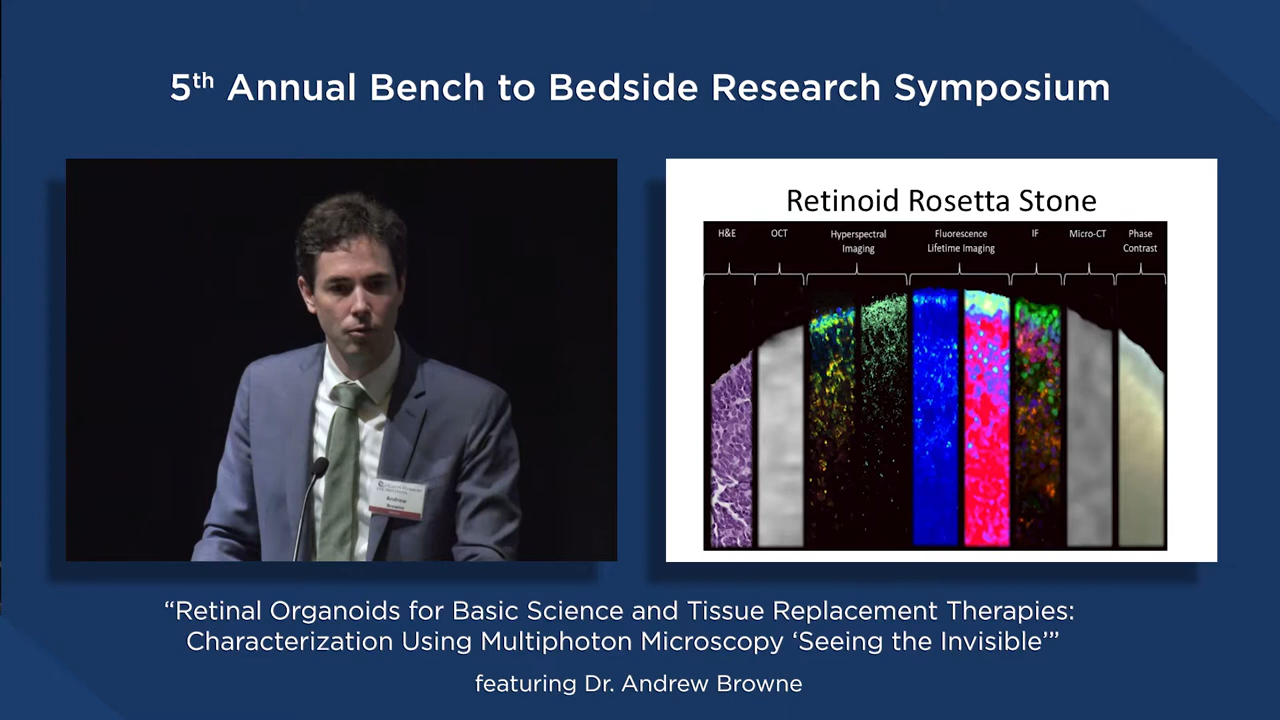 5th Annual Bench to Bedside Research Symposium
Andrew
Browne
Retinoid Rosetta Stone
H&E OCT Hyperspectral Imaging Fluorescence Lifetime Imaging IF Micro-CT Phase Contrast
“Retinal Organoids for Basic Science and Tissue Replacement Therapies:
Characterization Using Multiphoton Microscopy ‘Seeing the Invisible’”
featuring Dr. Andrew Browne